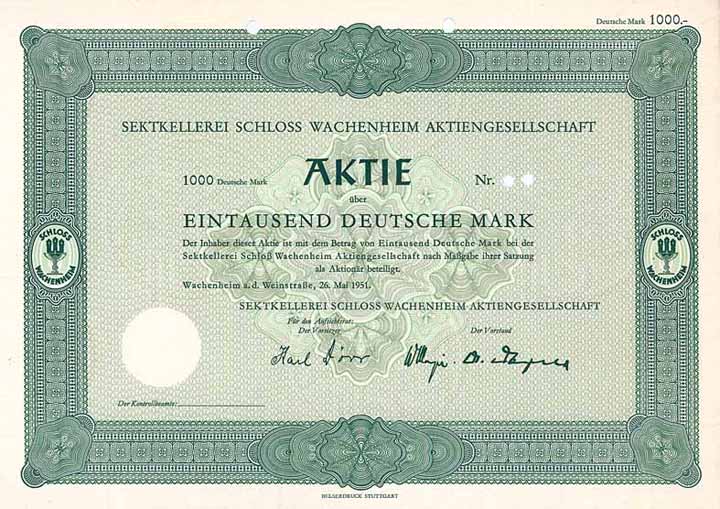 Deutsche Mark 1000.-
SEKTKELLEREI SCHLOSS WACHENHEIM AKTIENGESELLSCHAFT
1000 Deutsche Mark AKTIE Nr.
über
EINTAUSEND DEUTSCHE MARK
Der Inhaber dieser Aktie ist mit dem Betrag von Eintausend Deutsche Mark bei der
Sektkellerei Schloß Wachenheim Aktiengesellschaft nach Maßgabe ihrer Satzung
als Aktionär beteiligt.
Wachenheim a.d. Weinstraße, 26. Mai 1951.
SEKTKELLEREI SCHLOSS WACHENHEIM AKTIENGESELLSCHAFT
Für den Aufsichtsrat:
Der Vorsitzer Der Vorstand
Karl Dörr
Der Kontrollbeamte:
SCHLOSS
WACHENHEIM
SCHLOSS
WACHENHEIM
BELSERDRUCK STUTTGART